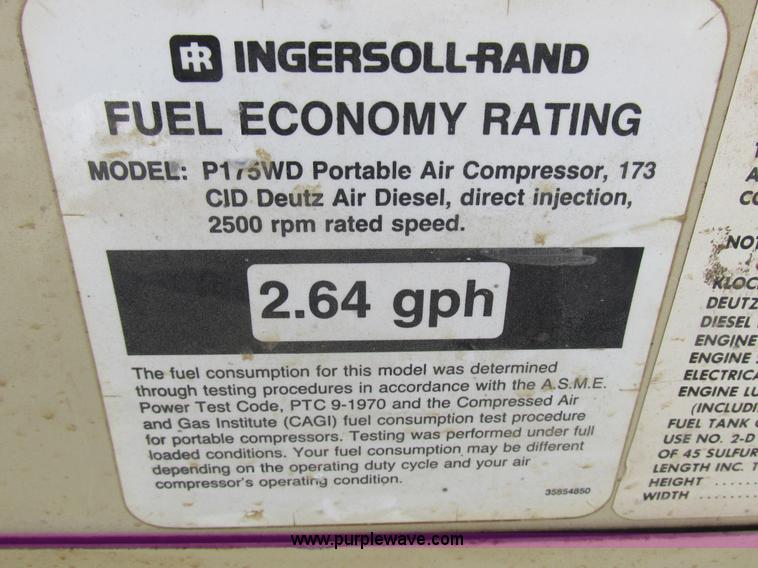 IR INGERSOLL-RAND
FUEL ECONOMY RATING
MODEL: P175WD Portable Air Compressor, 173
CID Deutz Air Diesel, direct injection,
2500 rpm rated speed.
2.64 gph
The fuel consumption for this model was determined
through testing procedures in accordance with the A.S.M.E.
Power Test Code, PTC 9-1970 and the Compressed Air
and Gas Institute (CAGI) fuel consumption test procedure
for portable compressors. Testing was performed under full
loaded conditions. Your fuel consumption may be different
depending on the operating duty cycle and your air
compressor's operating condition.
35854850
NOT
KLOC
DEUTZ
DIESEL
ENGINE
ENGINE
ELECTRICA
ENGINE LU
(INCLUDI
FUEL TANK
USE NO. 2-D
OF 45 SULFUR
LENGTH INC. T
HEIGHT
WIDTH
www.purplewave.com